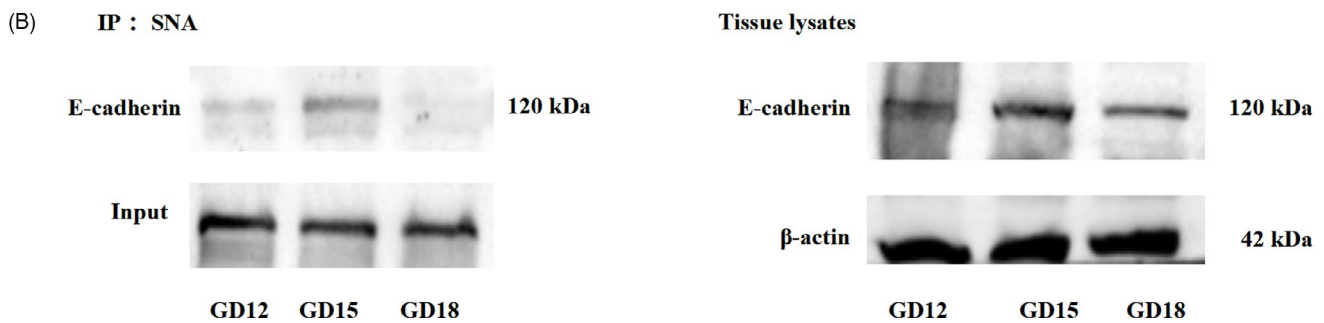 (B)
IP： SNA
E-cadherin
120 kDa
Input
GD12 GD15 GD18
Tissue lysates
E-cadherin
120 kDa
β-actin
42 kDa
GD12 GD15 GD18